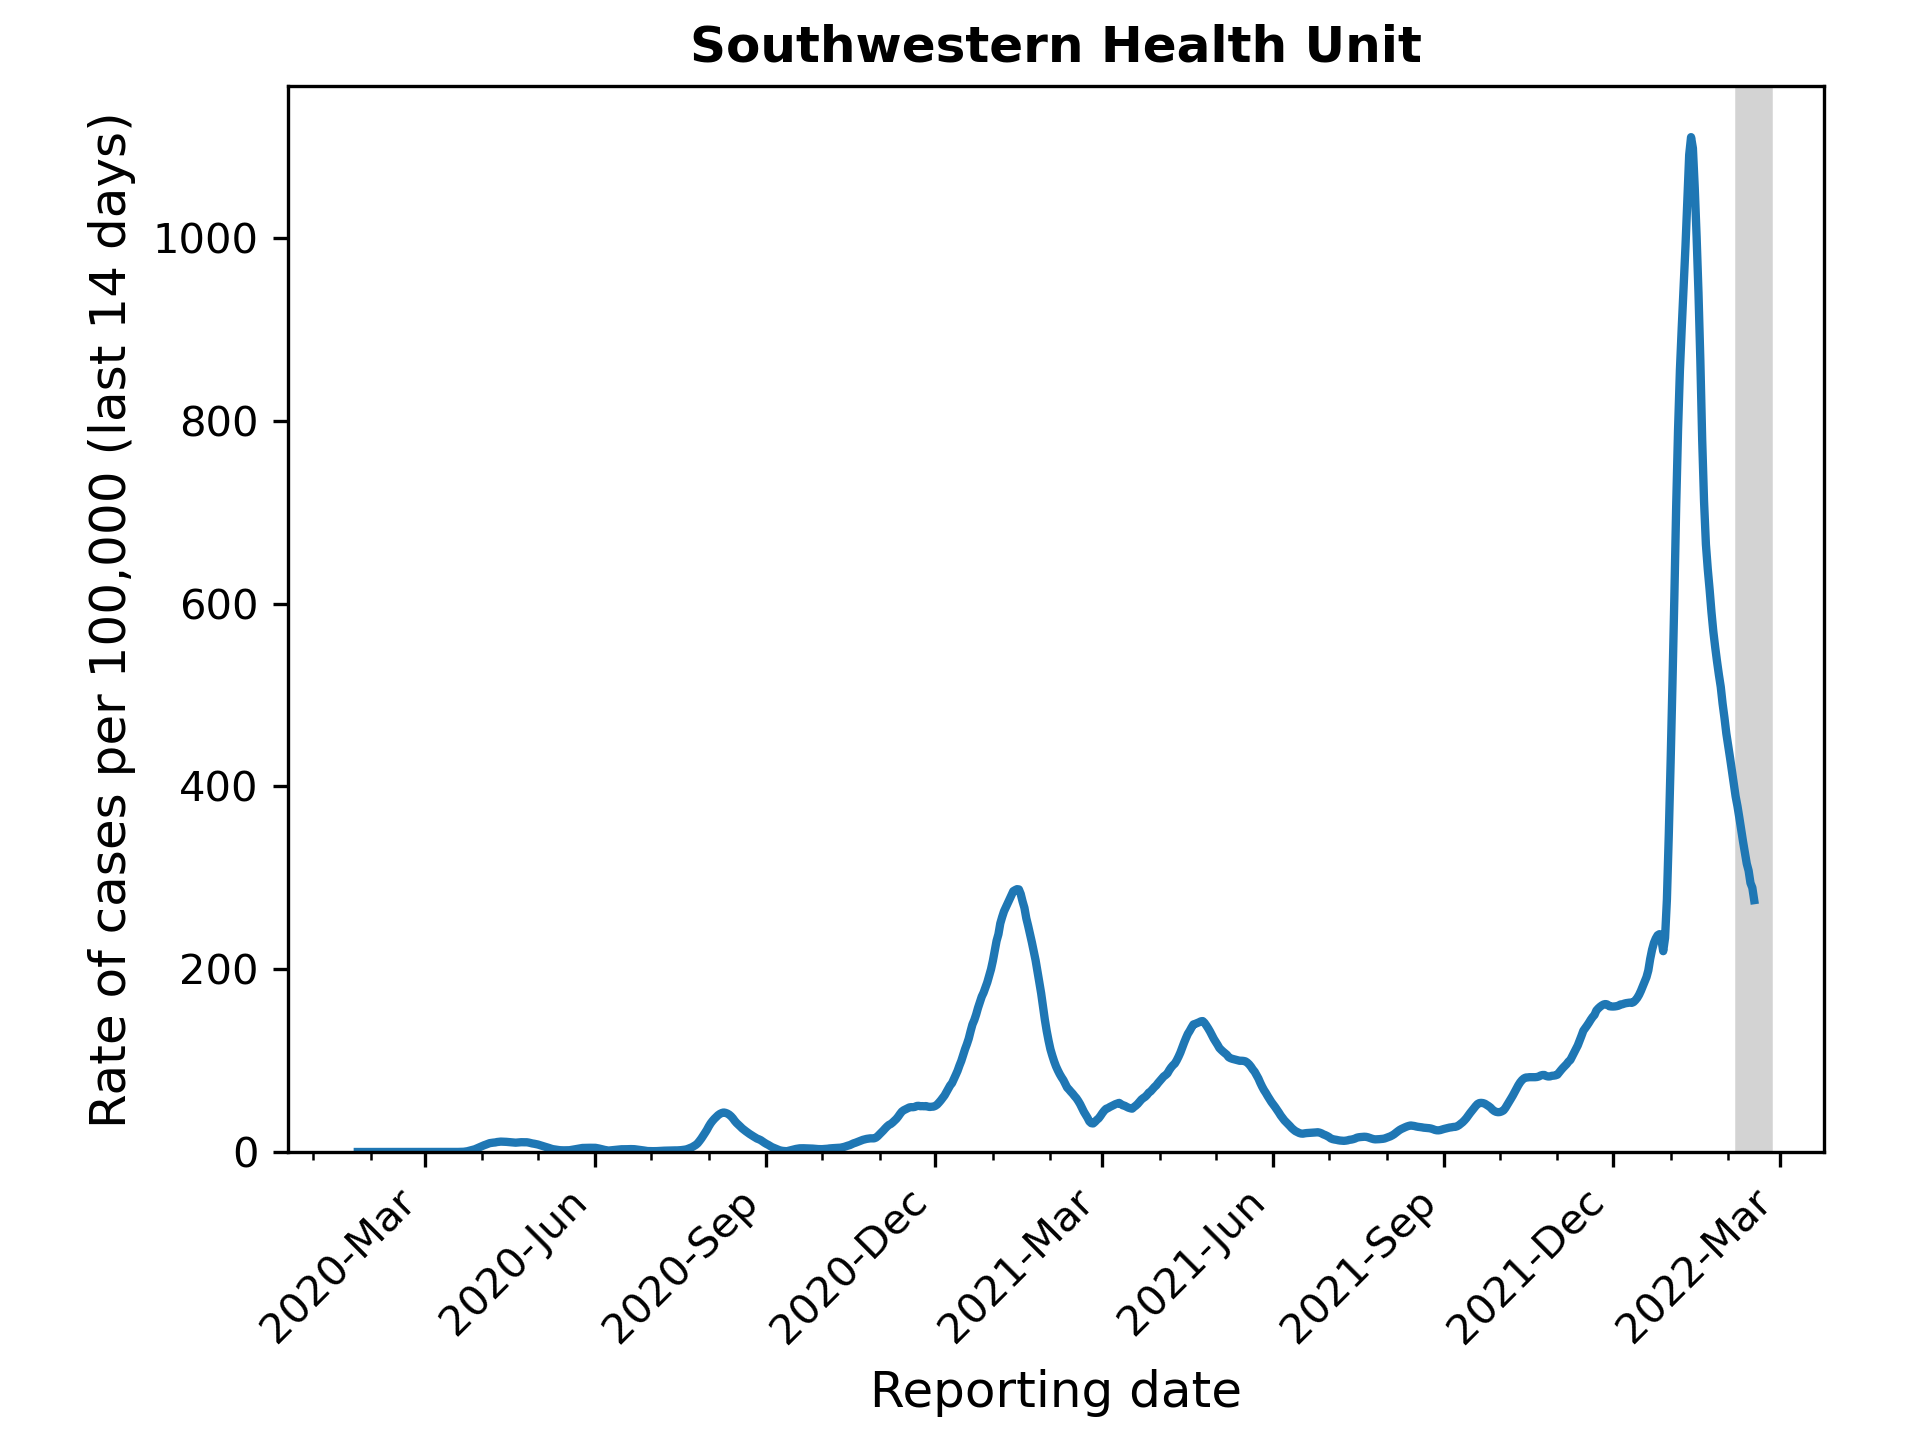 Southwestern Health Unit
Rate of cases per 100,000 (last 14 days)
1000
800
600
400
200
0
2020-Mar
2020-Jun
2020-Sep
2020-Dec
2021-Mar
2021-Jun
2021-Sep
2021-Dec
2022-Mar
Reporting date